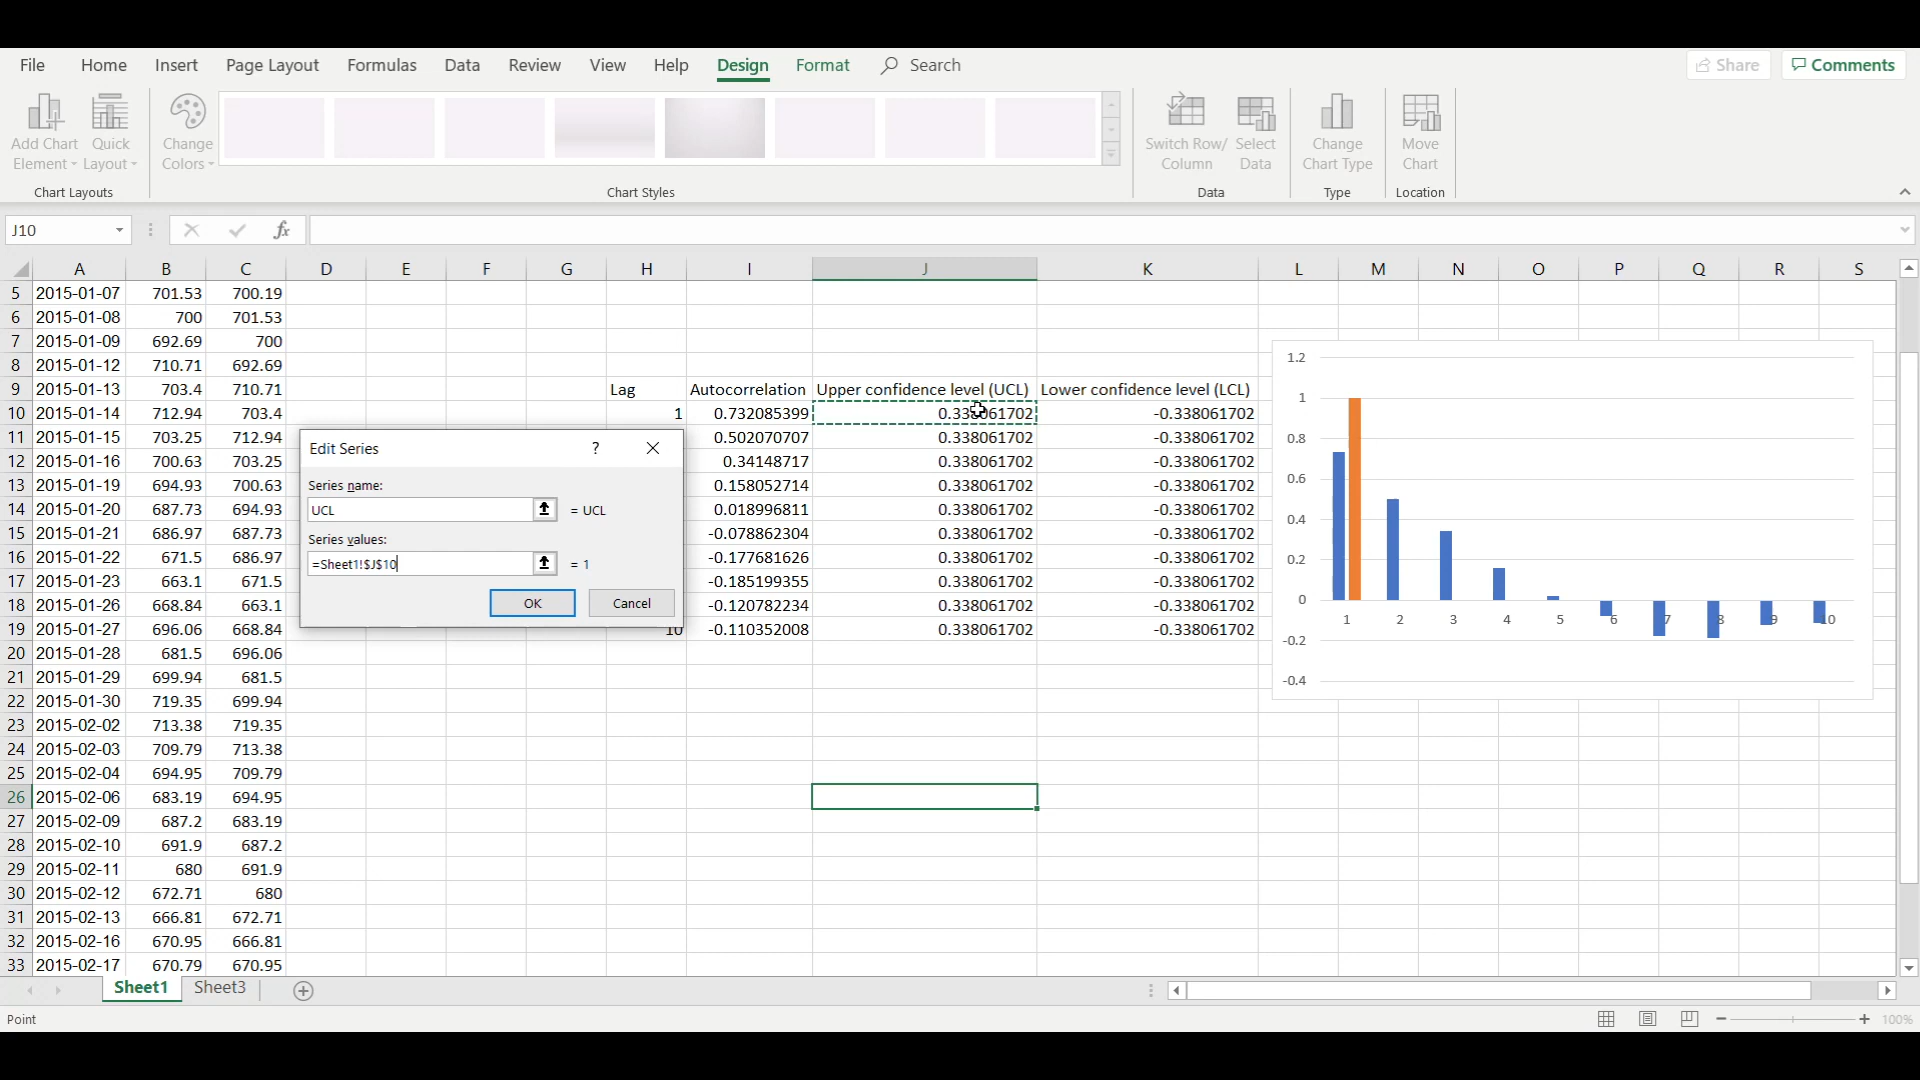 File Home Insert Page Layout Formulas Data Review View Help Design Format Search Share Comments
Add Chart Element Quick Layout Change Colors Switch Row/ Column Select Data Change Chart Type Move Chart
Chart Layouts Chart Styles Data Type Location
J10 fx
A B C D E F G H I J K L M N O P Q R S
5 2015-01-07 701.53 700.19
6 2015-01-08 700 701.53
7 2015-01-09 692.69 700
8 2015-01-12 710.71 692.69
9 2015-01-13 703.4 710.71 Lag Autocorrelation Upper confidence level (UCL) Lower confidence level (LCL)
10 2015-01-14 712.94 703.4 1 0.732085399 0.338061702 -0.338061702
11 2015-01-15 703.25 712.94 0.502070707 0.338061702 -0.338061702
12 2015-01-16 700.63 703.25 0.34148717 0.338061702 -0.338061702
13 2015-01-19 694.93 700.63 0.158052714 0.338061702 -0.338061702
14 2015-01-20 687.73 694.93 0.018996811 0.338061702 -0.338061702
15 2015-01-21 686.97 687.73 -0.078862304 0.338061702 -0.338061702
16 2015-01-22 671.5 686.97 -0.177681626 0.338061702 -0.338061702
17 2015-01-23 663.1 671.5 -0.185199355 0.338061702 -0.338061702
18 2015-01-26 668.84 663.1 -0.120782234 0.338061702 -0.338061702
19 2015-01-27 696.06 668.84 10 -0.110352008 0.338061702 -0.338061702
20 2015-01-28 681.5 696.06
21 2015-01-29 699.94 681.5
22 2015-01-30 719.35 699.94
23 2015-02-02 713.38 719.35
24 2015-02-03 709.79 713.38
25 2015-02-04 694.95 709.79
26 2015-02-06 683.19 694.95
27 2015-02-09 687.2 683.19
28 2015-02-10 691.9 687.2
29 2015-02-11 680 691.9
30 2015-02-12 672.71 680
31 2015-02-13 666.81 672.71
32 2015-02-16 670.95 666.81
33 2015-02-17 670.79 670.95
Edit Series ?
Series name:
UCL = UCL
Series values:
=Sheet1!$J$10 = 1
OK Cancel
1.2
1
0.8
0.6
0.4
0.2
0
1 2 3 4 5 6 7 8 9 10
-0.2
-0.4
Sheet1 Sheet3
Point 100%